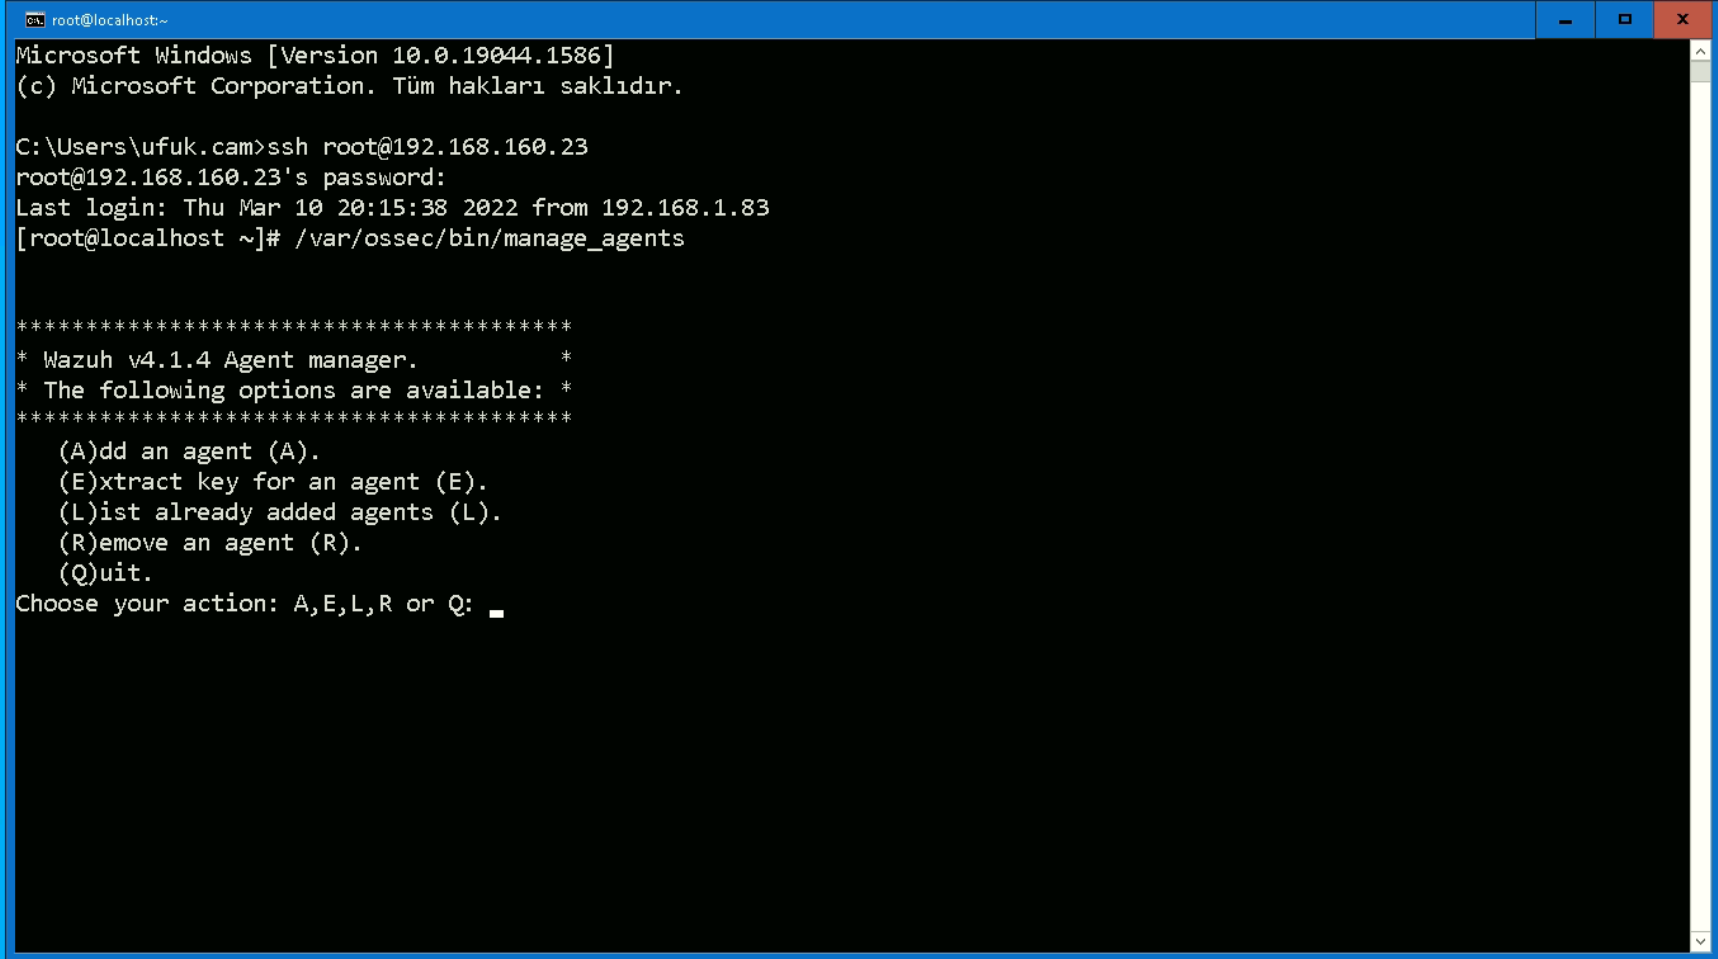 root@localhost:~
Microsoft Windows [Version 10.0.19044.1586]
(c) Microsoft Corporation. Tüm hakları saklıdır.
C:\Users\ufuk.cam>ssh root@192.168.160.23
root@192.168.160.23's password:
Last login: Thu Mar 10 20:15:38 2022 from 192.168.1.83
[root@localhost ~]# /var/ossec/bin/manage_agents
****************************************
* Wazuh v4.1.4 Agent manager.          *
* The following options are available: *
****************************************
   (A)dd an agent (A).
   (E)xtract key for an agent (E).
   (L)ist already added agents (L).
   (R)emove an agent (R).
   (Q)uit.
Choose your action: A,E,L,R or Q: